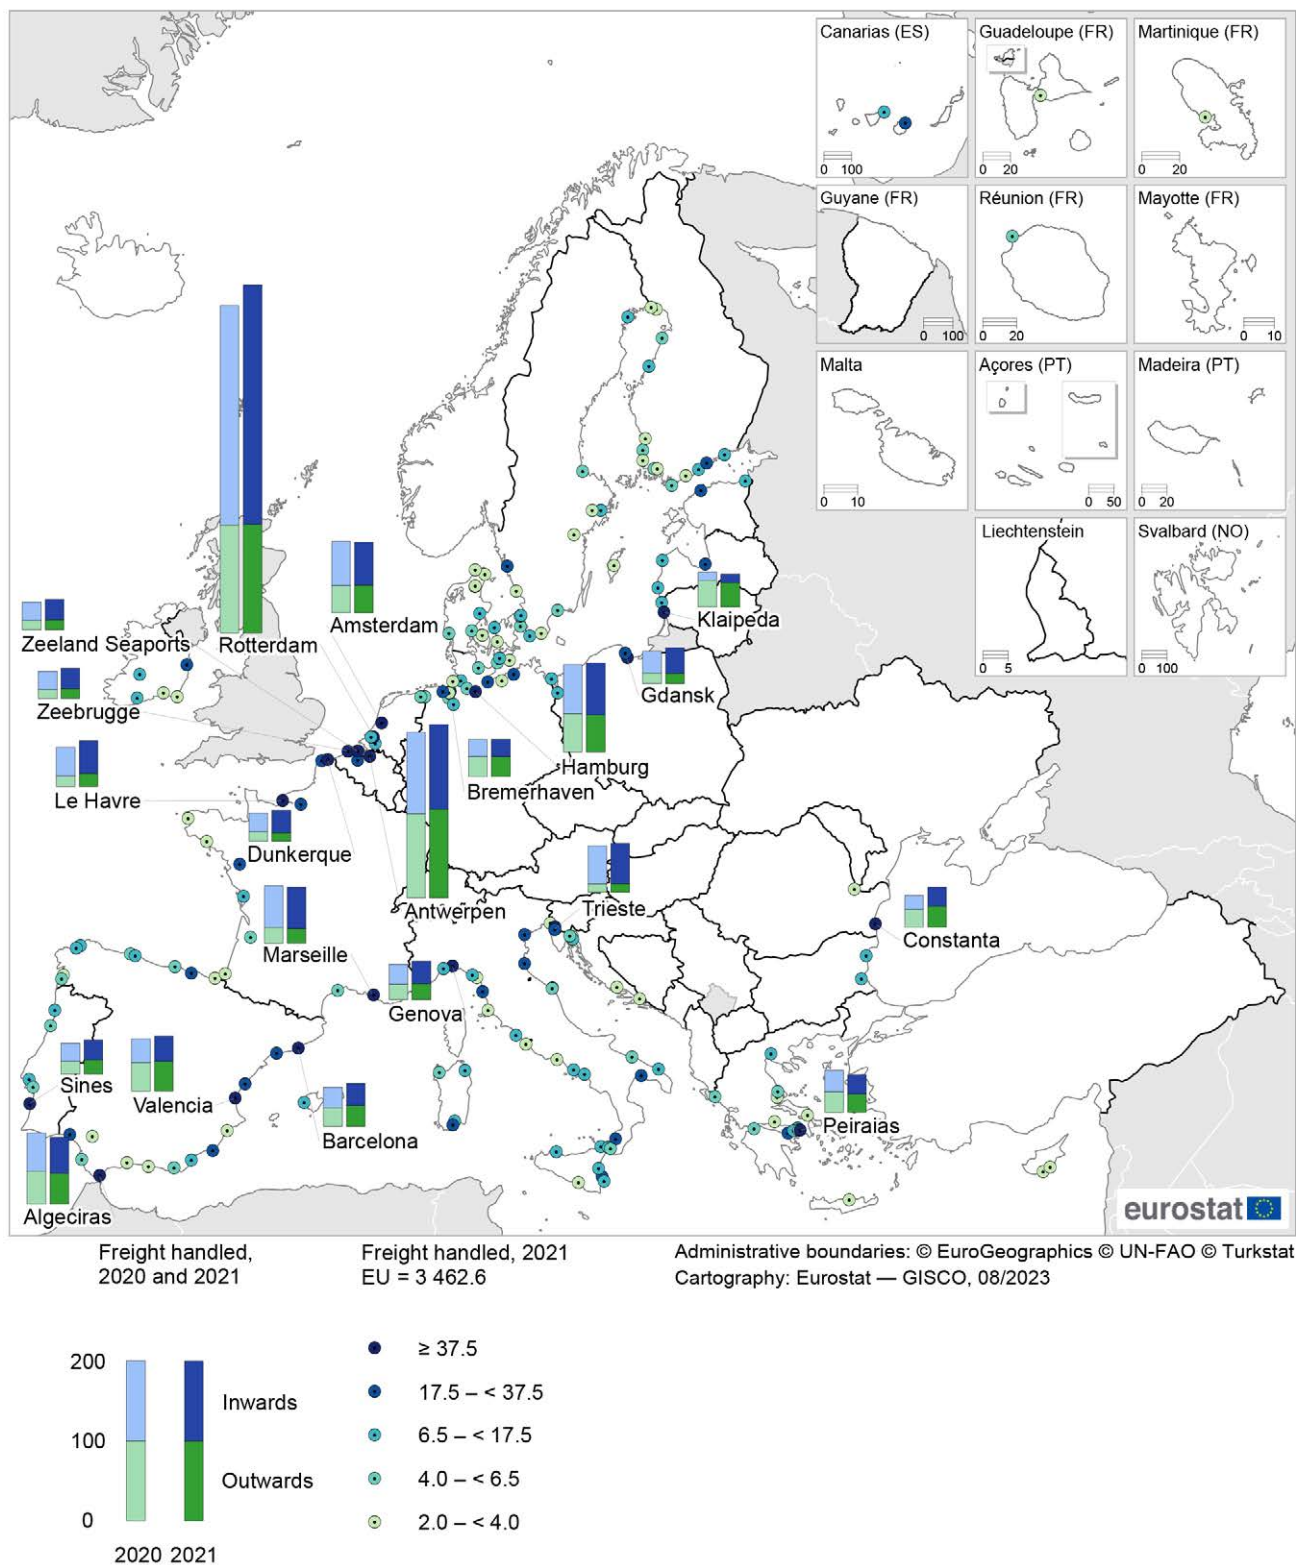 Canarias (ES)
0 100
Guadeloupe (FR)
0 20
Martinique (FR)
0 20
Guyane (FR)
0 100
Réunion (FR)
0 20
Mayotte (FR)
0 10
Malta
0 10
Açores (PT)
0 50
Madeira (PT)
0 20
Liechtenstein
0 5
Svalbard (NO)
0 100
Zeeland Seaports
Rotterdam
Amsterdam
Klaipeda
Zeebrugge
Gdansk
Le Havre
Hamburg
Bremerhaven
Dunkerque
Antwerpen
Trieste
Marseille
Constanta
Genova
Sines
Valencia
Barcelona
Peiraias
Algeciras
eurostat
Freight handled,
2020 and 2021
Freight handled, 2021
EU = 3 462.6
Administrative boundaries: © EuroGeographics © UN-FAO © Turkstat
Cartography: Eurostat — GISCO, 08/2023
200
100
0
Inwards
Outwards
2020 2021
≥ 37.5
17.5 – < 37.5
6.5 – < 17.5
4.0 – < 6.5
2.0 – < 4.0